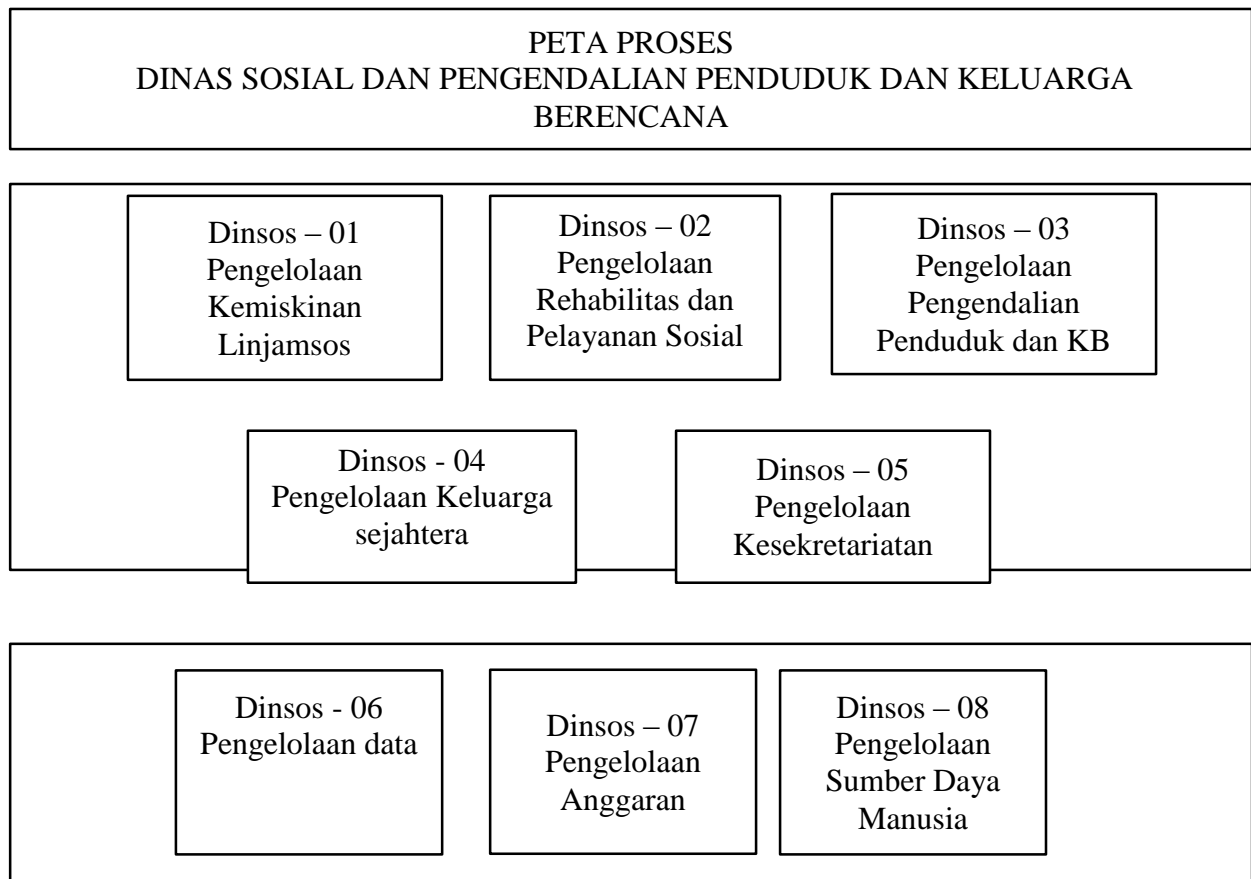 PETA PROSES
DINAS SOSIAL DAN PENGENDALIAN PENDUDUK DAN KELUARGA
BERENCANA
Dinsos – 01
Pengelolaan
Kemiskinan
Linjamsos
Dinsos – 02
Pengelolaan
Rehabilitas dan
Pelayanan Sosial
Dinsos – 03
Pengelolaan
Pengendalian
Penduduk dan KB
Dinsos - 04
Pengelolaan Keluarga
sejahtera
Dinsos – 05
Pengelolaan
Kesekretariatan
Dinsos - 06
Pengelolaan data
Dinsos – 07
Pengelolaan
Anggaran
Dinsos – 08
Pengelolaan
Sumber Daya
Manusia